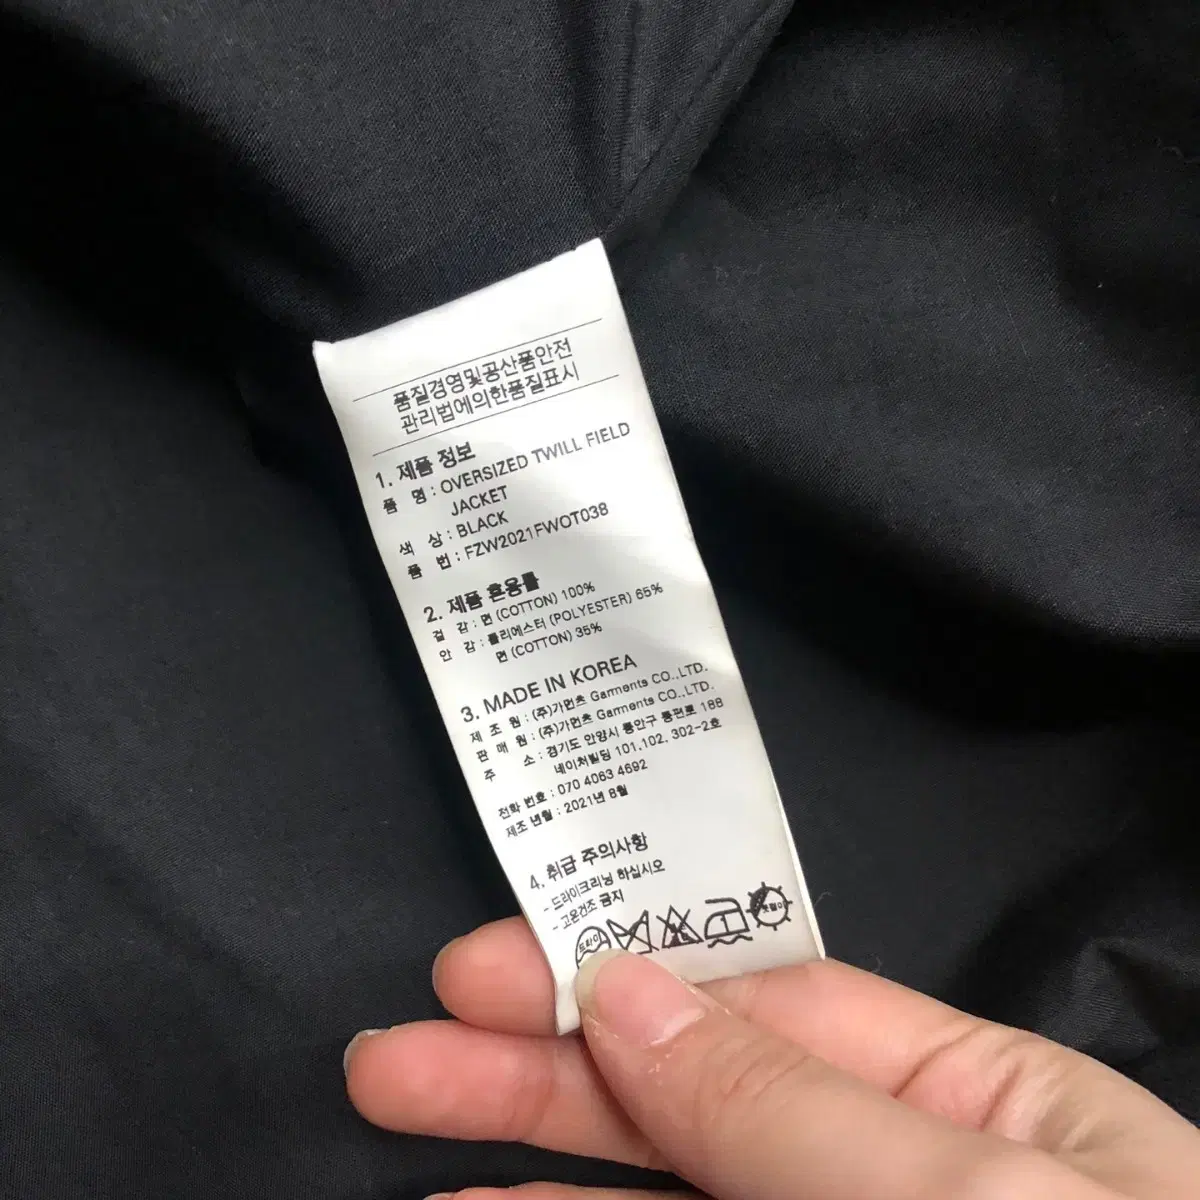 품질경영및공산품안전
관리법에의한품질표시
1. 제품 정보
품 명 : OVERSIZED TWILL FIELD
JACKET
색 상 : BLACK
품 번 : FZW2021FWOT038
2. 제품 혼용률
겉 감 : 면 (COTTON) 100%
안 감 : 폴리에스터 (POLYESTER) 65%
면 (COTTON) 35%
3. MADE IN KOREA
제 조 원 : (주)가먼츠 Garments CO.,LTD.
판 매 원 : (주)가먼츠 Garments CO.,LTD.
주 소 : 경기도 안양시 동안구 동편로 188
네이처빌딩 101,102, 302-2호
전화 번호 : 070 4063 4692
제조 년월 : 2021년 8월
4. 취급 주의사항
- 드라이크리닝 하십시오
- 고온건조 금지
드라이
1